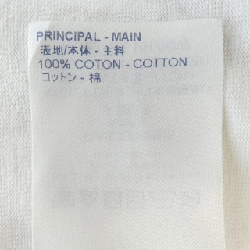 PRINCIPAL - MAIN
表地/本体 - 主料
100% COTON - COTTON
コットン - 棉